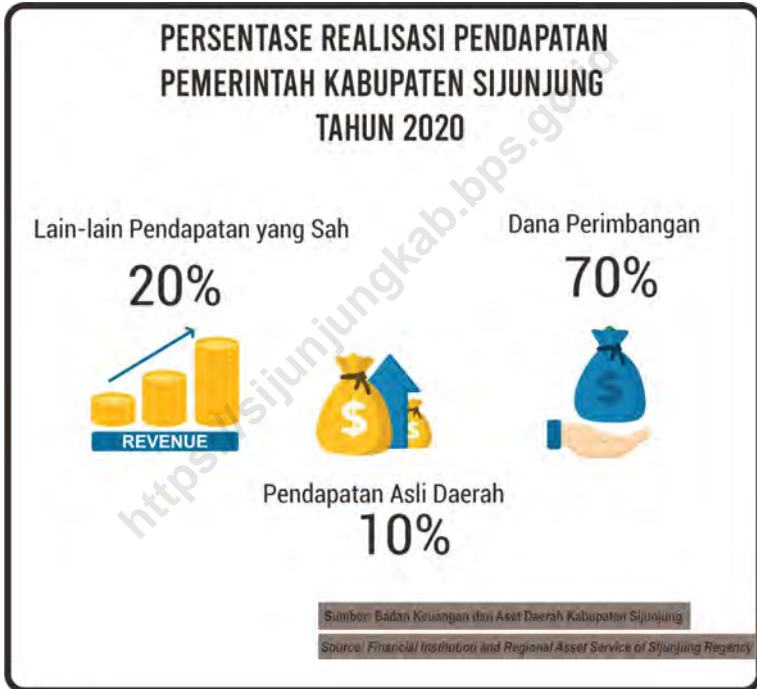 PERSENTASE REALISASI PENDAPATAN
PEMERINTAH KABUPATEN SIJUNJUNG
TAHUN 2020
Lain-lain Pendapatan yang Sah
20%
Dana Perimbangan
70%
REVENUE
$
$
$
Pendapatan Asli Daerah
10%
Sumber: Badan Keuangan dan Aset Daerah Kabupaten Sijunjung
Source: Financial Institution and Regional Asset Service of Sijunjung Regency
https://sijunjungkab.bps.go.id